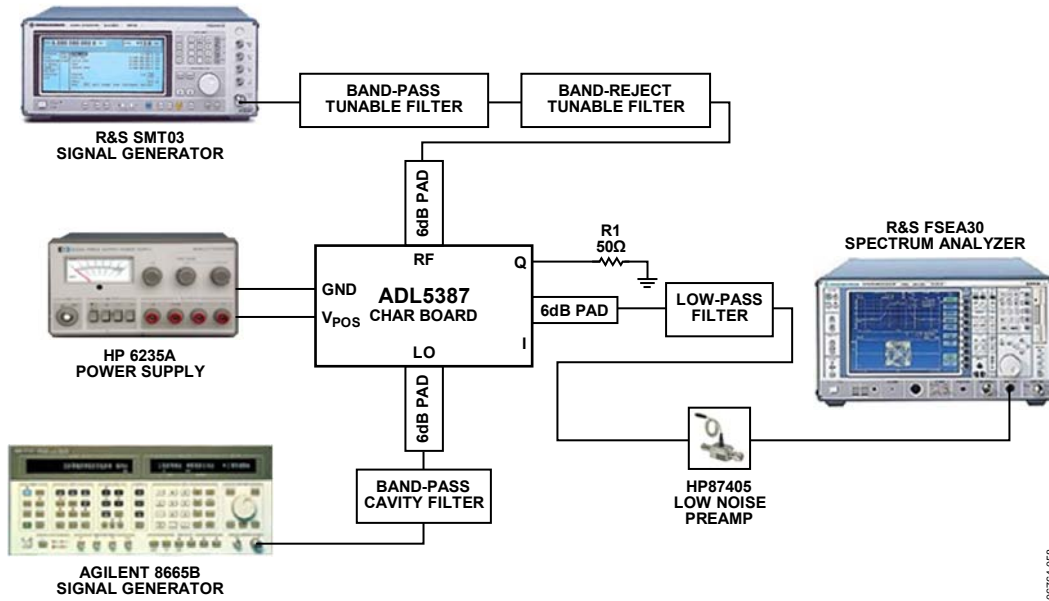 R&S SMT03
SIGNAL GENERATOR
BAND-PASS
TUNABLE FILTER
BAND-REJECT
TUNABLE FILTER
6dB PAD
HP 6235A
POWER SUPPLY
RF
GND
VPOS
ADL5387
CHAR BOARD
LO
Q
I
R1
50Ω
6dB PAD
LOW-PASS
FILTER
R&S FSEA30
SPECTRUM ANALYZER
6dB PAD
BAND-PASS
CAVITY FILTER
HP87405
LOW NOISE
PREAMP
AGILENT 8665B
SIGNAL GENERATOR